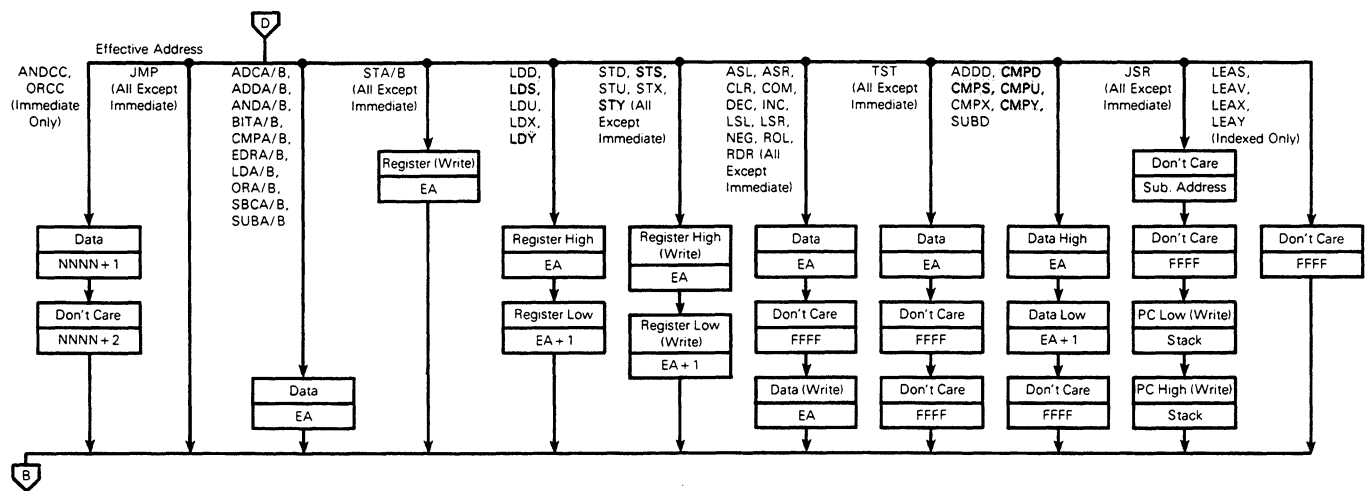 D
Effective Address
ANDCC,
ORCC
(Immediate
Only)
JMP
(All Except
Immediate)
ADCA/B,
ADDA/B,
ANDA/B,
BITA/B,
CMPA/B,
EDRA/B,
LDA/B,
ORA/B,
SBCA/B,
SUBA/B
STA/B
(All Except
Immediate)
LDD,
LDS,
LDU,
LDX,
LDY
STD, STS,
STU, STX,
STY (All
Except
Immediate)
ASL, ASR,
CLR, COM,
DEC, INC,
LSL, LSR,
NEG, ROL,
RDR (All
Except
Immediate)
TST
(All Except
Immediate)
ADDD, CMPD
CMPS, CMPU,
CMPX, CMPY,
SUBD
JSR
(All Except
Immediate)
LEAS,
LEAV,
LEAX,
LEAY
(Indexed Only)
Data
NNNN+1
Don't Care
NNNN+2
Data
EA
Register (Write)
EA
Register High
EA
Register Low
EA+1
Register High
(Write)
EA
Register Low
(Write)
EA+1
Data
EA
Don't Care
FFFF
Data (Write)
EA
Data
EA
Don't Care
FFFF
Don't Care
FFFF
Data High
EA
Data Low
EA+1
Don't Care
FFFF
Don't Care
Sub. Address
Don't Care
FFFF
PC Low (Write)
Stack
PC High (Write)
Stack
Don't Care
FFFF
B